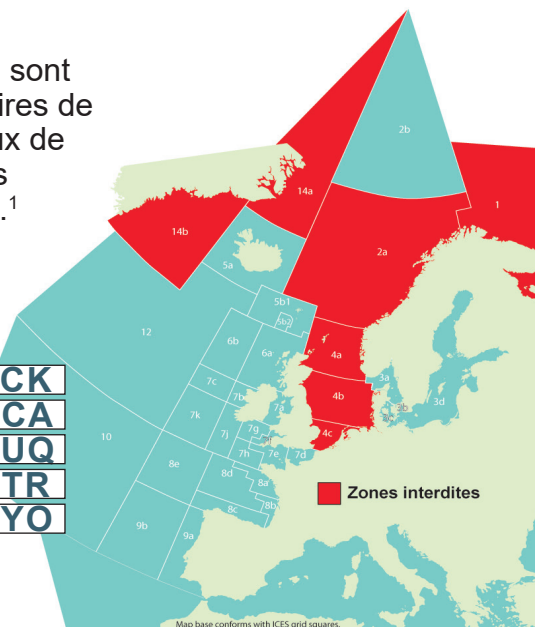 sont
ires de
ux de
s
.¹
2b
1
14a
2a
14b
5a
5b1
5b2
12
6b
6a
4a
7c
3a
CK
7b
4b
3b
3d
CA
7k
10
7j
7g
4c
UQ
7h
7e
7d
8e
8d
8a
TR
8b
8c
Zones interdites
YO
9b
9a
Map base conforms with ICES grid squares.